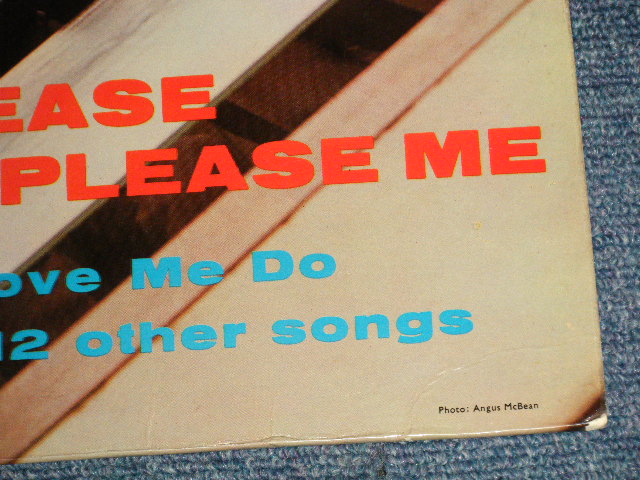 EASE
PLEASE ME
ove Me Do
12 other songs
Photo: Angus McBean